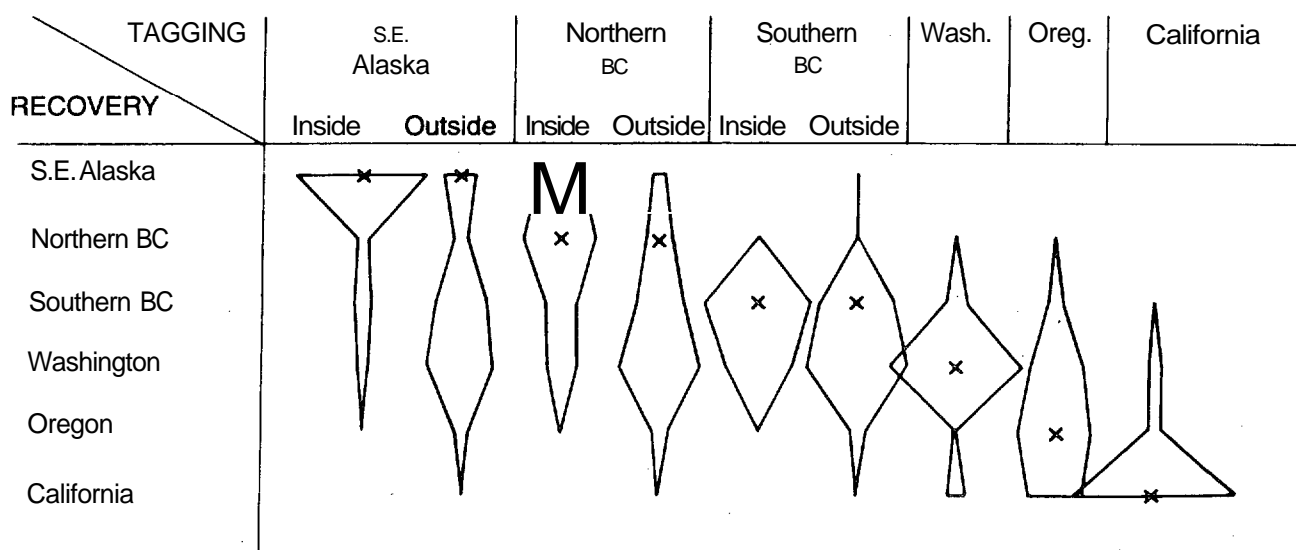 TAGGING S.E. Northern Southern Wash. Oreg. California
Alaska BC BC
RECOVERY
Inside Outside Inside Outside Inside Outside
S.E. Alaska M
Northern BC
Southern BC
Washington
Oregon
California